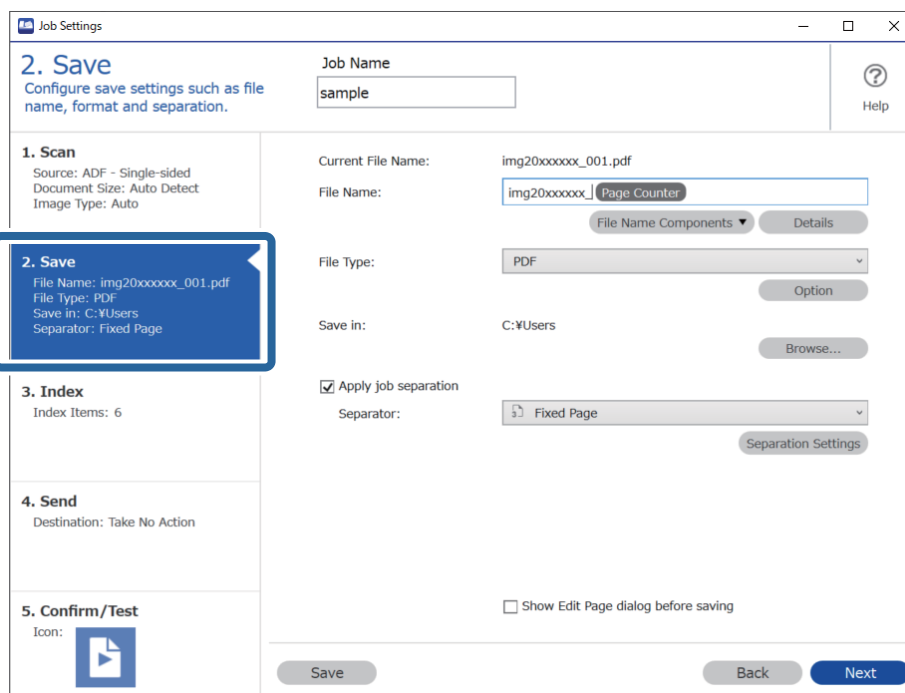 Job Settings
2. Save
Configure save settings such as file
name, format and separation.
Job Name
sample
Help
1. Scan
Source: ADF - Single-sided
Document Size: Auto Detect
Image Type: Auto
2. Save
File Name: img20xxxxxx_001.pdf
File Type: PDF
Save in: C:¥Users
Separator: Fixed Page
3. Index
Index Items: 6
4. Send
Destination: Take No Action
5. Confirm/Test
Icon:
Current File Name: img20xxxxxx_001.pdf
File Name: img20xxxxxx_ Page Counter
File Name Components ▼ Details
File Type: PDF
Option
Save in: C:¥Users
Browse...
Apply job separation
Separator: Fixed Page
Separation Settings
Show Edit Page dialog before saving
Save Back Next